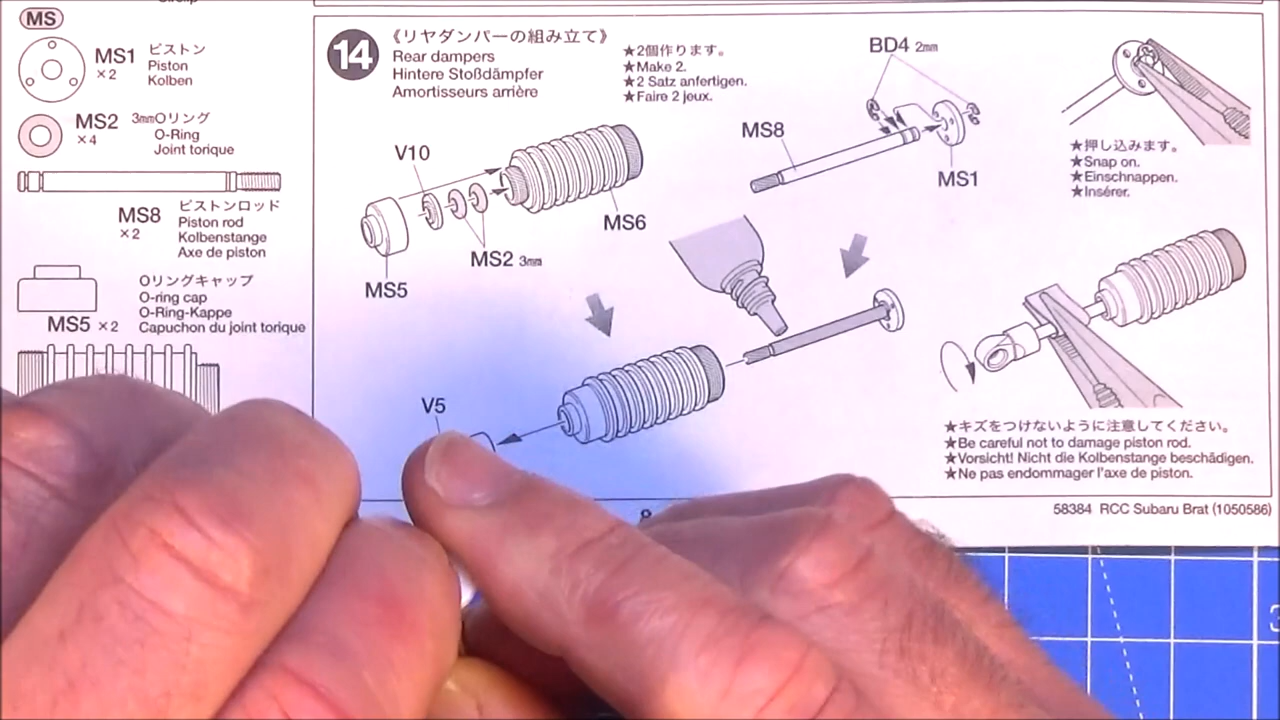 MS
MS1
×2
ピストン
Piston
Kolben
MS2
×4
3mmOリング
O-Ring
Joint torique
MS8
×2
ピストンロッド
Piston rod
Kolbenstange
Axe de piston
MS5 ×2
Oリングキャップ
O-ring cap
O-Ring-Kappe
Capuchon du joint torique
14
《リヤダンパーの組み立て》
Rear dampers
Hintere Stoßdämpfer
Amortisseurs arrière
★2個作ります。
★Make 2.
★2 Satz anfertigen.
★Faire 2 jeux.
V10
MS6
MS2 3mm
MS5
BD4 2mm
MS8
MS1
★押し込みます。
★Snap on.
★Einschnappen.
★Insérer.
V5
★キズをつけないように注意してください。
★Be careful not to damage piston rod.
★Vorsicht! Nicht die Kolbenstange beschädigen.
★Ne pas endommager l'axe de piston.
58384 RCC Subaru Brat (1050586)